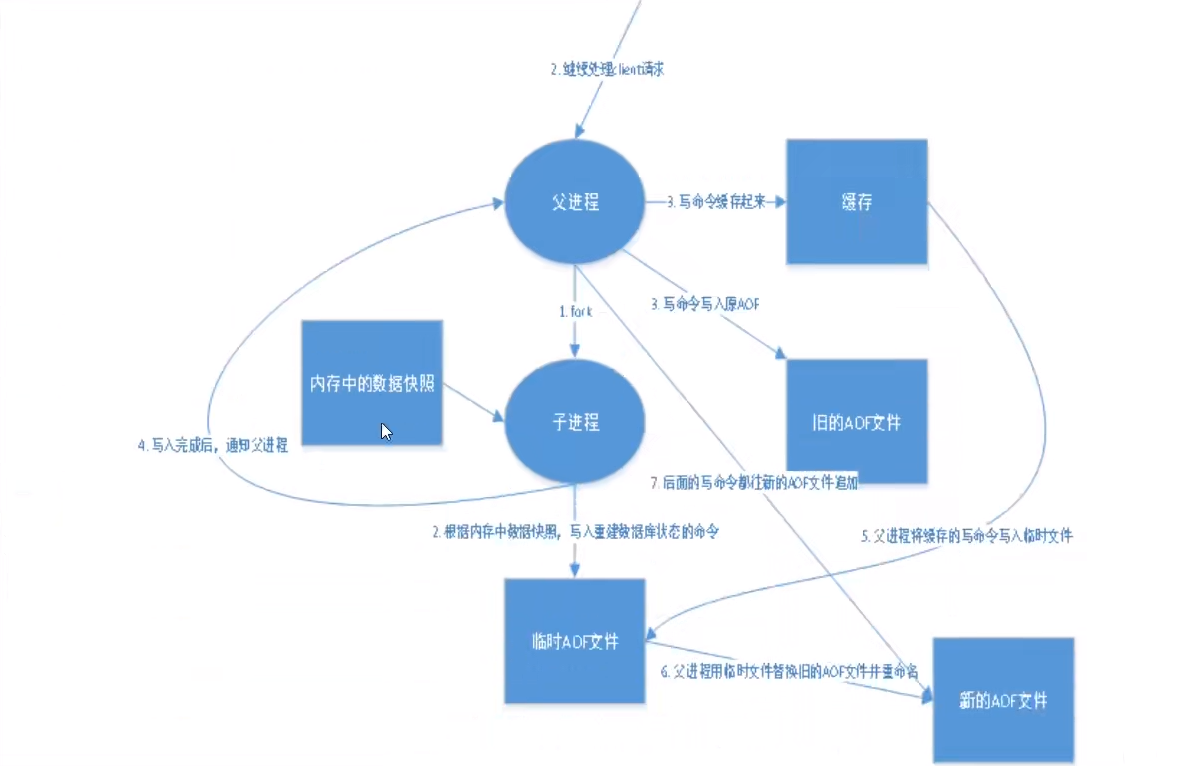 2.继续处理client请求
父进程
3.写命令缓存起来
缓存
1.fork
3.写命令写入原AOF
内存中的数据快照
子进程
旧的AOF文件
4.写入完成后，通知父进程
7.后面的写命令都往新的AOF文件追加
2.根据内存中数据快照，写入重建数据库状态的命令
5.父进程将缓存的写命令写入临时文件
临时AOF文件
6.父进程用临时文件替换旧的AOF文件并重命名
新的AOF文件